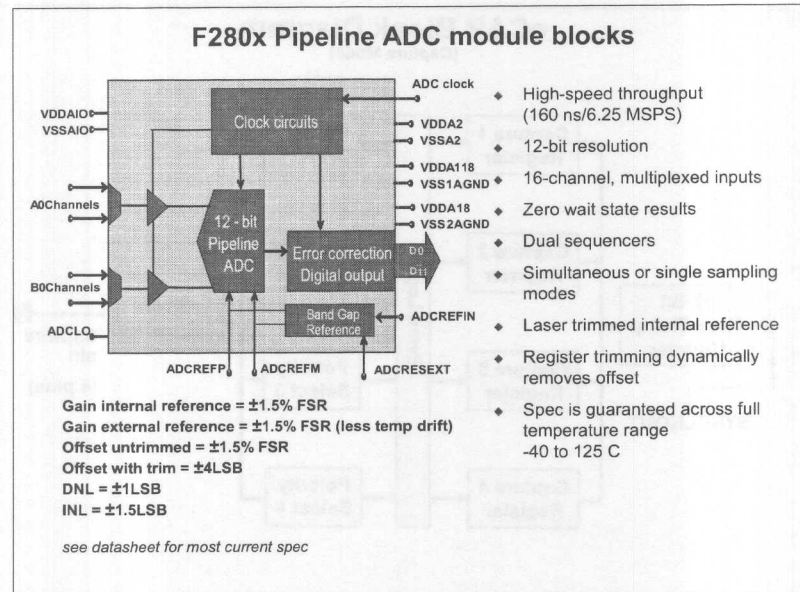 F280x Pipeline ADC module blocks
ADC clock
VDDAIO
VSSAIO
Clock circuits
VDDA2
VSSA2
VDDA118
VSS1AGND
A0Channels
VDDA18
VSS2AGND
12 - bit
Pipeline
ADC
Error correction
Digital output
D0
D11
B0Channels
Band Gap
Reference
ADCREFIN
ADCLO
ADCREFP
ADCREFM
ADCRESEXT
◆ High-speed throughput
(160 ns/6.25 MSPS)
◆ 12-bit resolution
◆ 16-channel, multiplexed inputs
◆ Zero wait state results
◆ Dual sequencers
◆ Simultaneous or single sampling
modes
◆ Laser trimmed internal reference
◆ Register trimming dynamically
removes offset
◆ Spec is guaranteed across full
temperature range
-40 to 125 C
Gain internal reference = ±1.5% FSR
Gain external reference = ±1.5% FSR (less temp drift)
Offset untrimmed = ±1.5% FSR
Offset with trim = ±4LSB
DNL = ±1LSB
INL = ±1.5LSB
see datasheet for most current spec